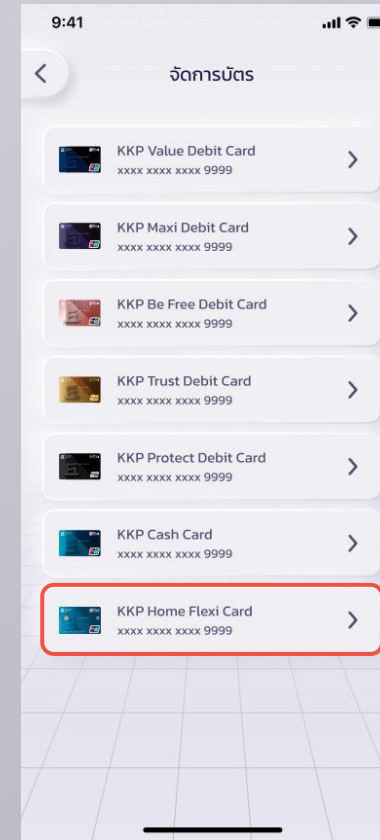 9:41
จัดการบัตร
KKP Value Debit Card
xxxx xxxx xxxx 9999
KKP Maxi Debit Card
xxxx xxxx xxxx 9999
KKP Be Free Debit Card
xxxx xxxx xxxx 9999
KKP Trust Debit Card
xxxx xxxx xxxx 9999
KKP Protect Debit Card
xxxx xxxx xxxx 9999
KKP Cash Card
xxxx xxxx xxxx 9999
KKP Home Flexi Card
xxxx xxxx xxxx 9999